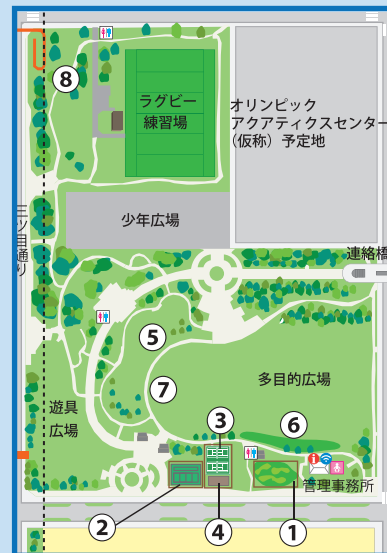 ⑧
ラグビー
練習場
オリンピック
アクアティクスセンター
(仮称)予定地
少年広場
三ツ目通り
連絡橋
⑤
⑦
多目的広場
遊具
広場
③
⑥
管理事務所
②
④
①